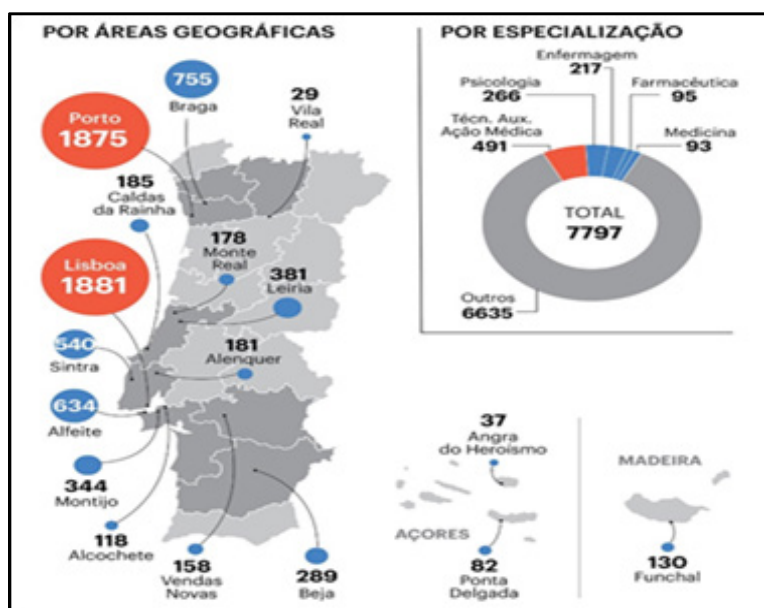 POR ÁREAS GEOGRÁFICAS
755
Braga
29
Vila
Real
Porto
1875
185
Caldas
da Rainha
178
Monte
Real
381
Leiria
Lisboa
1881
540
Sintra
181
Alenquer
634
Alfeite
344
Montijo
118
Alcochete
158
Vendas
Novas
289
Beja
POR ESPECIALIZAÇÃO
Enfermagem
217
Psicologia
266
Farmacêutica
95
Técn. Aux.
Ação Médica
491
Medicina
93
TOTAL
7797
Outros
6635
37
Angra
do Heroísmo
AÇORES
82
Ponta
Delgada
MADEIRA
130
Funchal